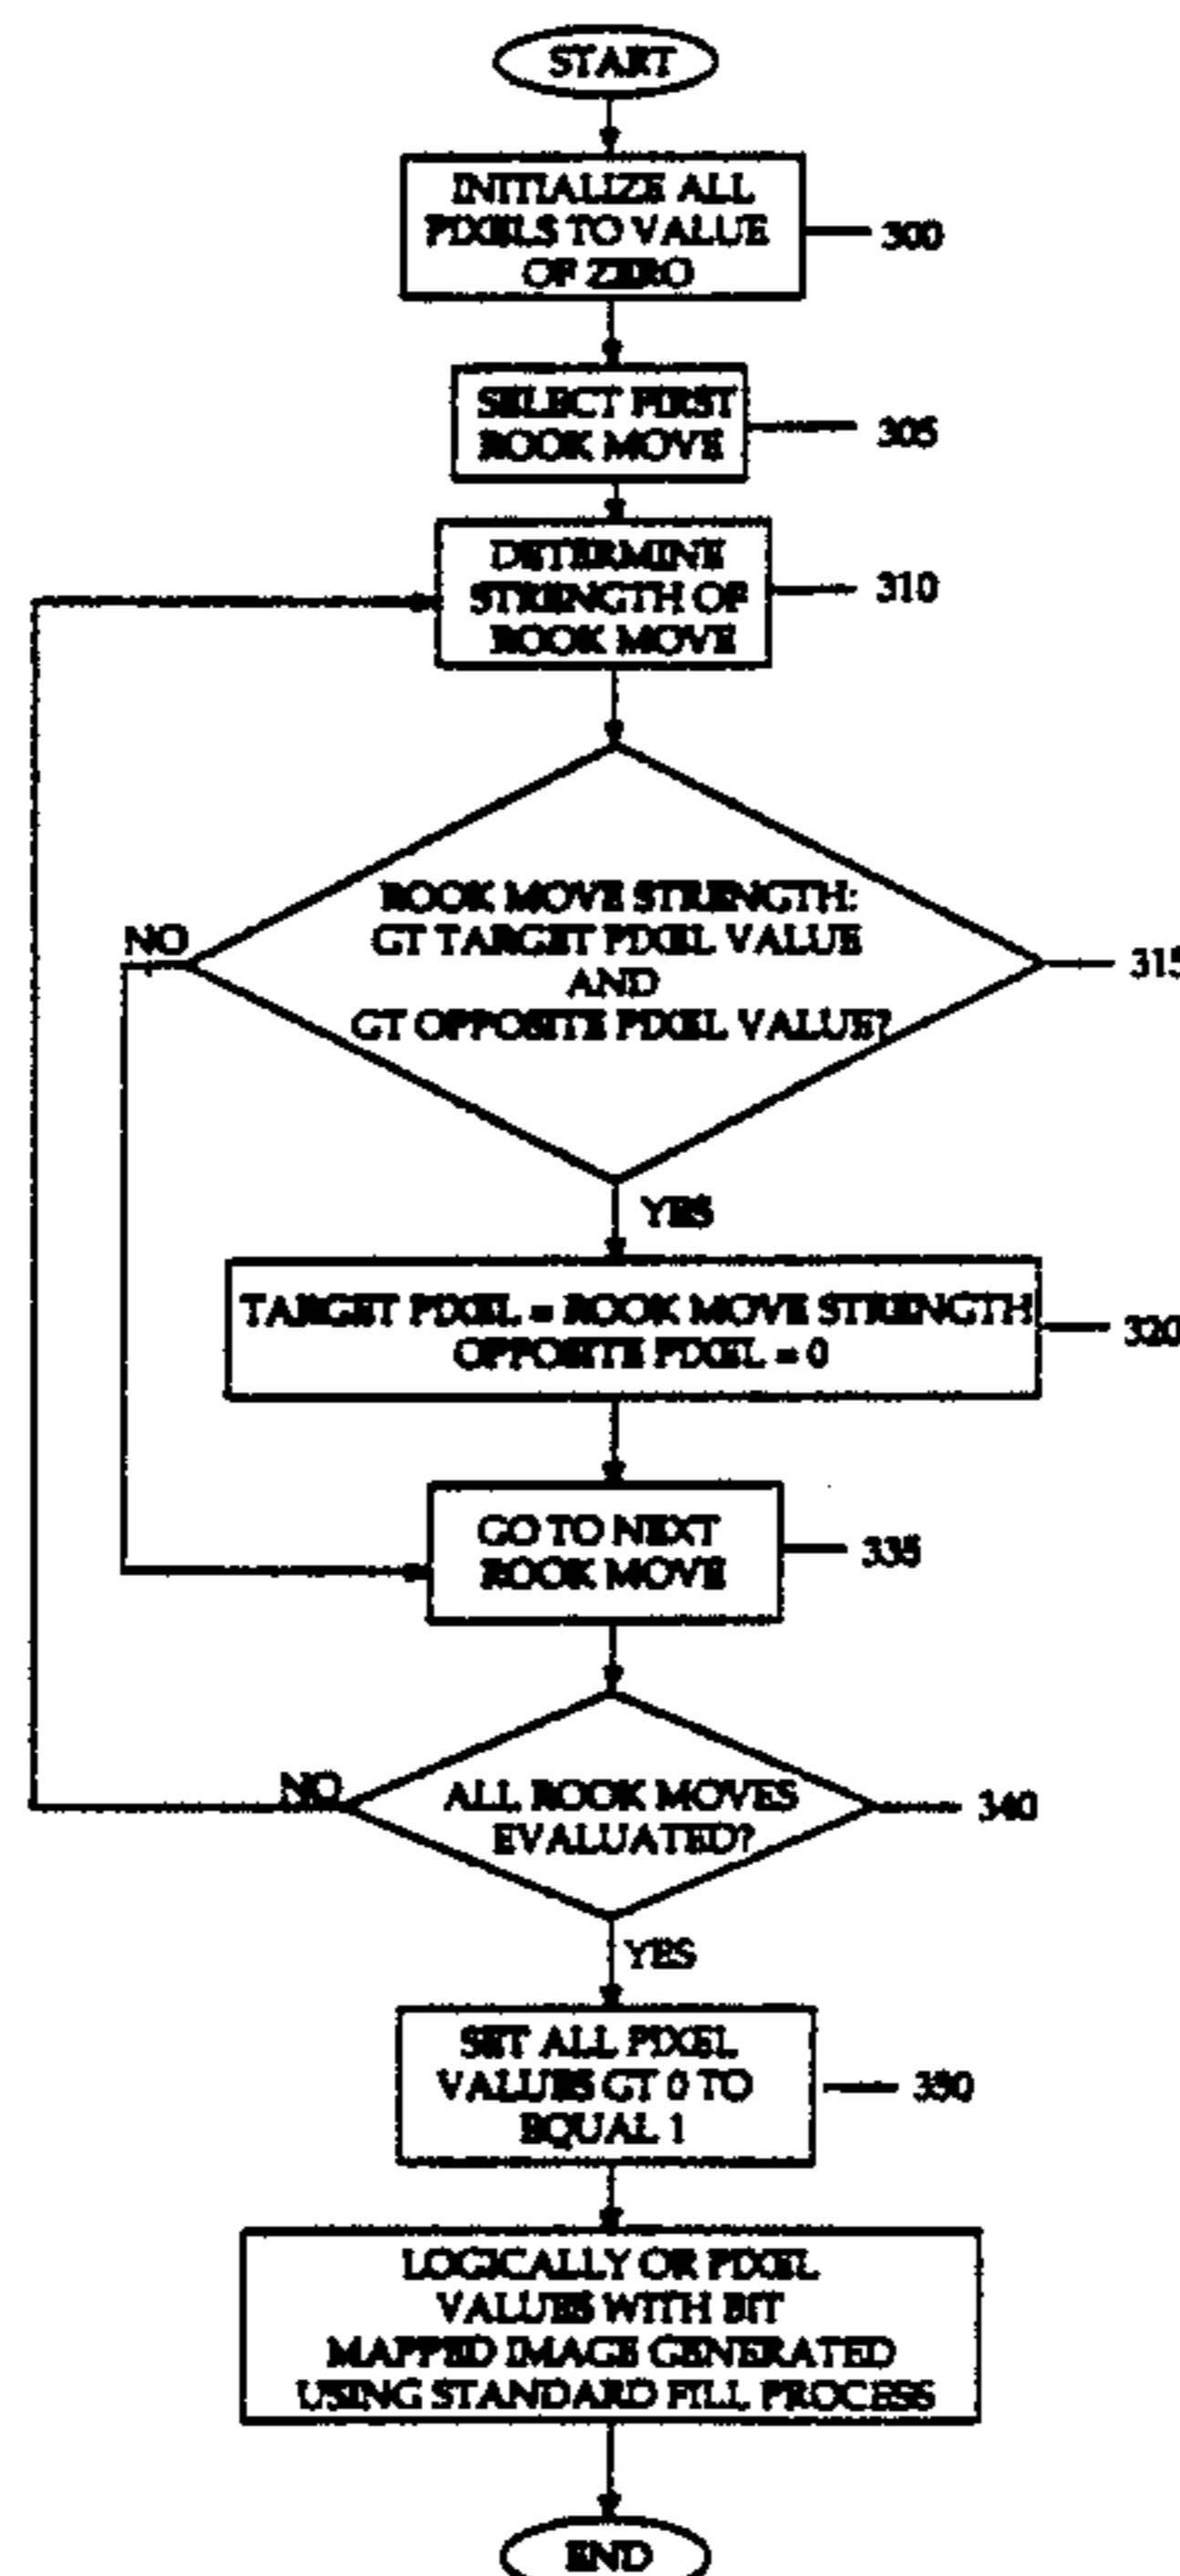 START
INITIALIZE ALL
PIXELS TO VALUE
OF ZERO
300
SELECT FIRST
ROOK MOVE
305
DETERMINE
STRENGTH OF
ROOK MOVE
310
ROOK MOVE STRENGTH:
GT TARGET PIXEL VALUE
AND
GT OPPOSITE PIXEL VALUE?
NO
315
YES
TARGET PIXEL = ROOK MOVE STRENGTH
OPPOSITE PIXEL = 0
320
GO TO NEXT
ROOK MOVE
335
ALL ROOK MOVES
EVALUATED?
NO
340
YES
SET ALL PIXEL
VALUES GT 0 TO
EQUAL 1
350
LOGICALLY OR PIXEL
VALUES WITH BIT
MAPPED IMAGE GENERATED
USING STANDARD FILL PROCESS
END